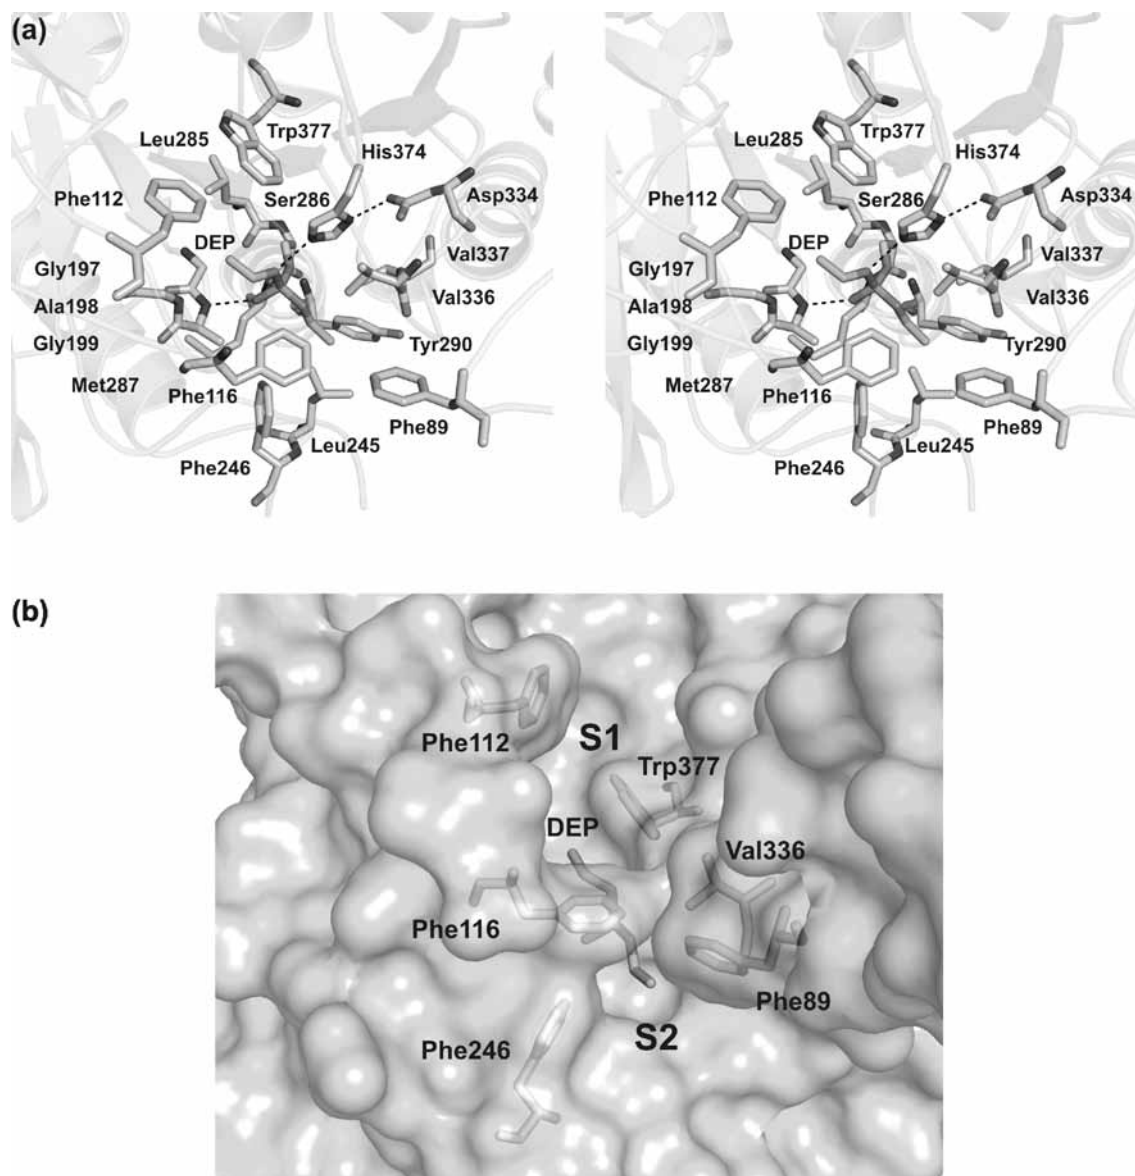 (a)
Trp377
Leu285
His374
Phe112
Ser286
Asp334
DEP
Gly197
Val337
Ala198
Val336
Gly199
Tyr290
Met287
Phe116
Phe89
Leu245
Phe246
Trp377
Leu285
His374
Phe112
Ser286
Asp334
DEP
Gly197
Val337
Ala198
Val336
Gly199
Tyr290
Met287
Phe116
Phe89
Leu245
Phe246
(b)
Phe112
S1
Trp377
DEP
Val336
Phe116
Phe89
S2
Phe246